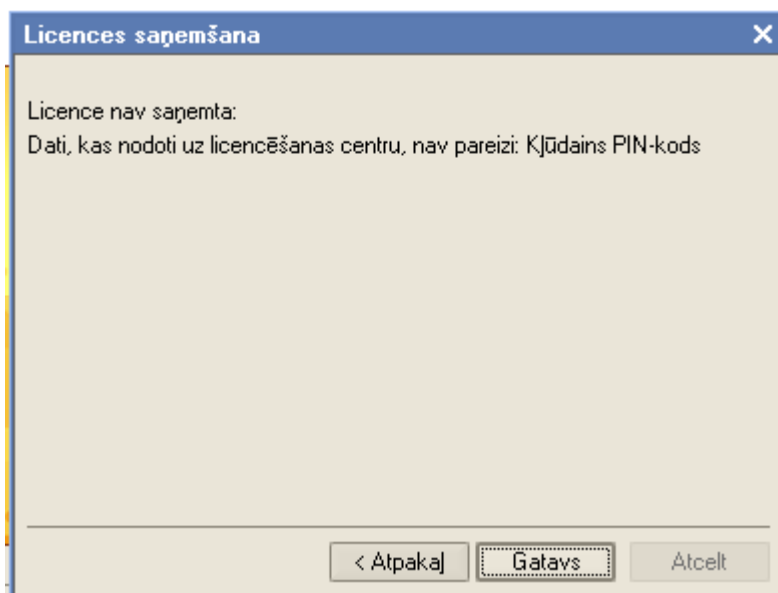 Licences saņemšana
Licence nav saņemta:
Dati, kas nodoti uz licencēšanas centru, nav pareizi: Kļūdains PIN-kods
< Atpakaļ
Gatavs
Atcelt